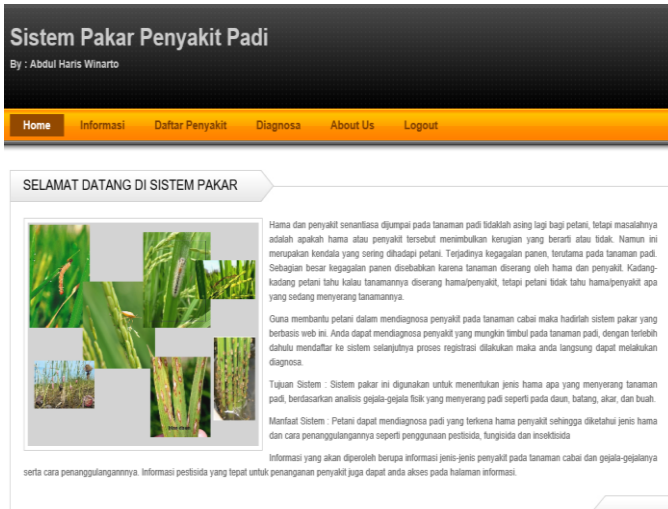 Sistem Pakar Penyakit Padi
By : Abdul Haris Winarto
Home Informasi Daftar Penyakit Diagnosa About Us Logout
SELAMAT DATANG DI SISTEM PAKAR
Hama dan penyakit senantiasa dijumpai pada tanaman padi tidaklah asing lagi bagi petani, tetapi masalahnya
adalah apakah hama atau penyakit tersebut menimbulkan kerugian yang berarti atau tidak. Namun ini
merupakan kendala yang sering dihadapi petani. Terjadinya kegagalan panen, terutama pada tanaman padi.
Sebagian besar kegagalan panen disebabkan karena tanaman diserang oleh hama dan penyakit. Kadang-
kadang petani tahu kalau tanamannya diserang hama/penyakit, tetapi petani tidak tahu hama/penyakit apa
yang sedang menyerang tanamannya.
Guna membantu petani dalam mendiagnosa penyakit pada tanaman cabai maka hadirlah sistem pakar yang
berbasis web ini. Anda dapat mendiagnosa penyakit yang mungkin timbul pada tanaman padi, dengan terlebih
dahulu mendaftar ke sistem selanjutnya proses registrasi dilakukan maka anda langsung dapat melakukan
diagnosa.
Tujuan Sistem : Sistem pakar ini digunakan untuk menentukan jenis hama apa yang menyerang tanaman
padi, berdasarkan analisis gejala-gejala fisik yang menyerang padi seperti pada daun, batang, akar, dan buah.
Manfaat Sistem : Petani dapat mendiagnosa padi yang terkena hama penyakit sehingga diketahui jenis hama
dan cara penanggulangannya seperti penggunaan pestisida, fungisida dan insektisida
Informasi yang akan diperoleh berupa informasi jenis-jenis penyakit pada tanaman cabai dan gejala-gejalanya
serta cara penanggulangannnya. Informasi pestisida yang tepat untuk penanganan penyakit juga dapat anda akses pada halaman informasi.